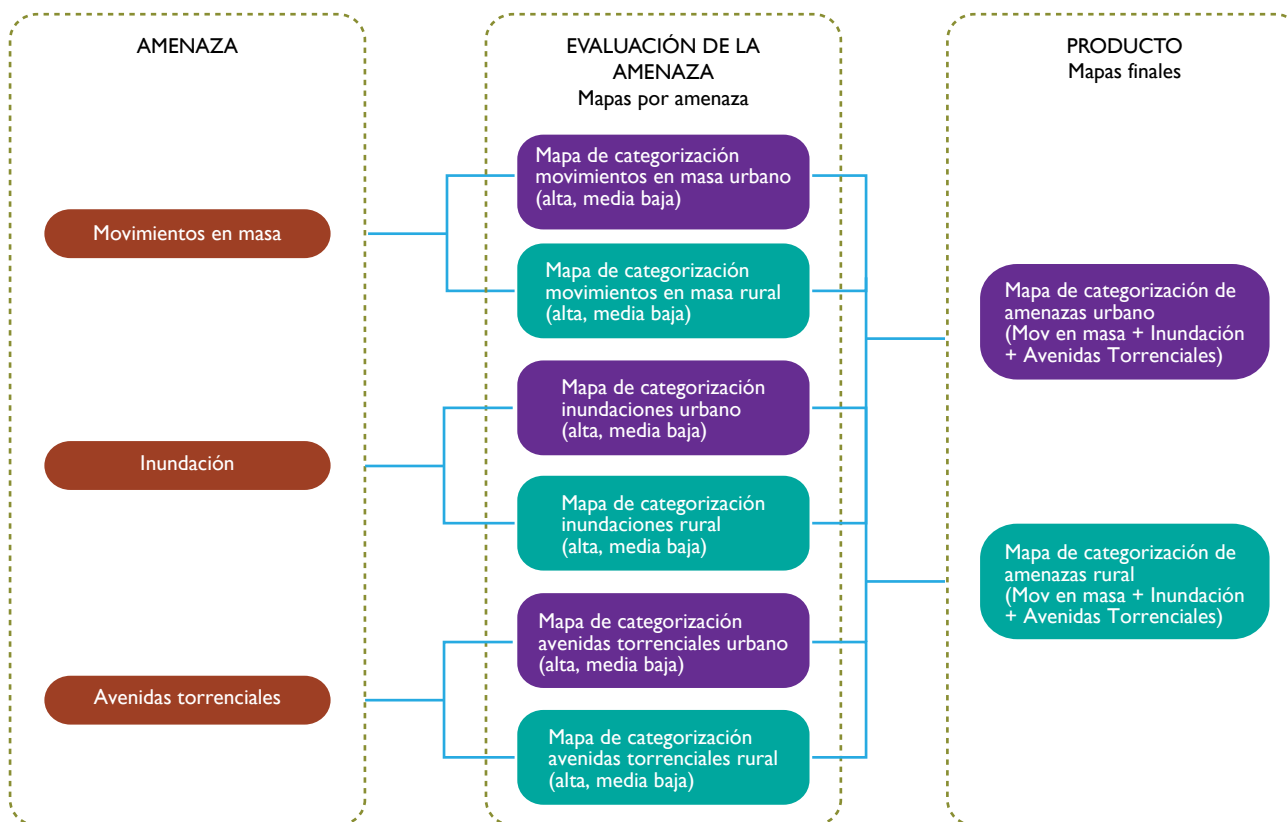 AMENAZA
Movimientos en masa
Inundación
Avenidas torrenciales
EVALUACIÓN DE LA
AMENAZA
Mapas por amenaza
Mapa de categorización
movimientos en masa urbano
(alta, media baja)
Mapa de categorización
movimientos en masa rural
(alta, media baja)
Mapa de categorización
inundaciones urbano
(alta, media baja)
Mapa de categorización
inundaciones rural
(alta, media baja)
Mapa de categorización
avenidas torrenciales urbano
(alta, media baja)
Mapa de categorización
avenidas torrenciales rural
(alta, media baja)
PRODUCTO
Mapas finales
Mapa de categorización de
amenazas urbano
(Mov en masa + Inundación
+ Avenidas Torrenciales)
Mapa de categorización de
amenazas rural
(Mov en masa + Inundación
+ Avenidas Torrenciales)